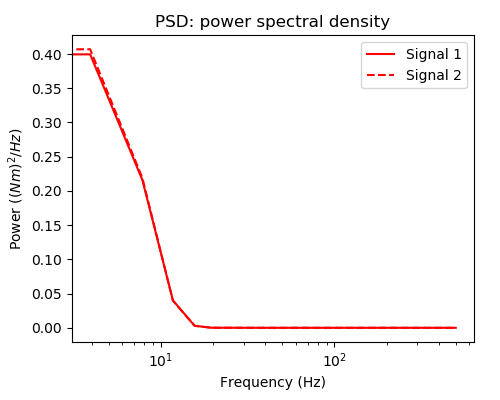 PSD: power spectral density
Signal 1
Signal 2
0.40
0.35
0.30
0.25
0.20
0.15
0.10
0.05
0.00
Power ((Nm)²/Hz)
10¹
10²
Frequency (Hz)